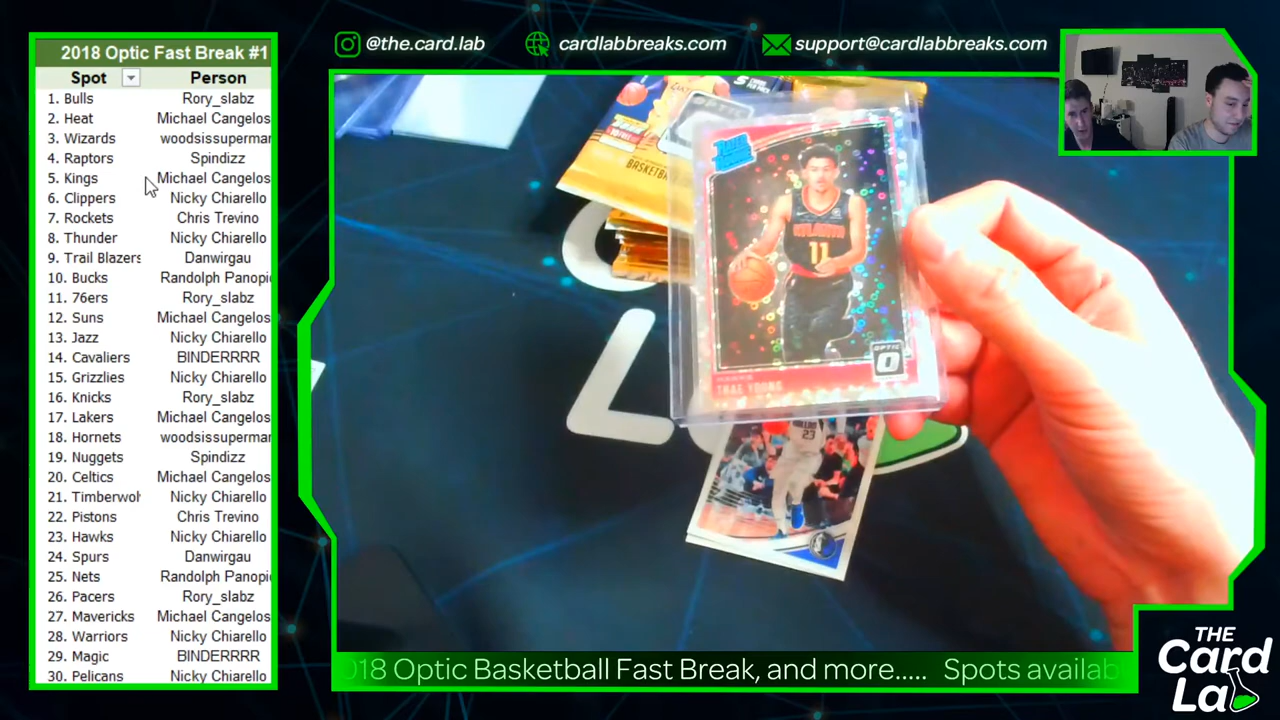 2018 Optic Fast Break #1
Spot Person
1. Bulls Rory_slabz
2. Heat Michael Cangelos
3. Wizards woodsissuperman
4. Raptors Spindizz
5. Kings Michael Cangelos
6. Clippers Nicky Chiarello
7. Rockets Chris Trevino
8. Thunder Nicky Chiarello
9. Trail Blazers Danwirgau
10. Bucks Randolph Panopi
11. 76ers Rory_slabz
12. Suns Michael Cangelos
13. Jazz Nicky Chiarello
14. Cavaliers BINDERRRR
15. Grizzlies Nicky Chiarello
16. Knicks Rory_slabz
17. Lakers Michael Cangelos
18. Hornets woodsissuperman
19. Nuggets Spindizz
20. Celtics Michael Cangelos
21. Timberwol Nicky Chiarello
22. Pistons Chris Trevino
23. Hawks Nicky Chiarello
24. Spurs Danwirgau
25. Nets Randolph Panopi
26. Pacers Rory_slabz
27. Mavericks Michael Cangelos
28. Warriors Nicky Chiarello
29. Magic BINDERRRR
30. Pelicans Nicky Chiarello
@the.card.lab cardlabbreaks.com support@cardlabbreaks.com
ATLANTA
11
OPTIC
TRAE YOUNG
23
018 Optic Basketball Fast Break, and more..... Spots availab
THE
Card
La